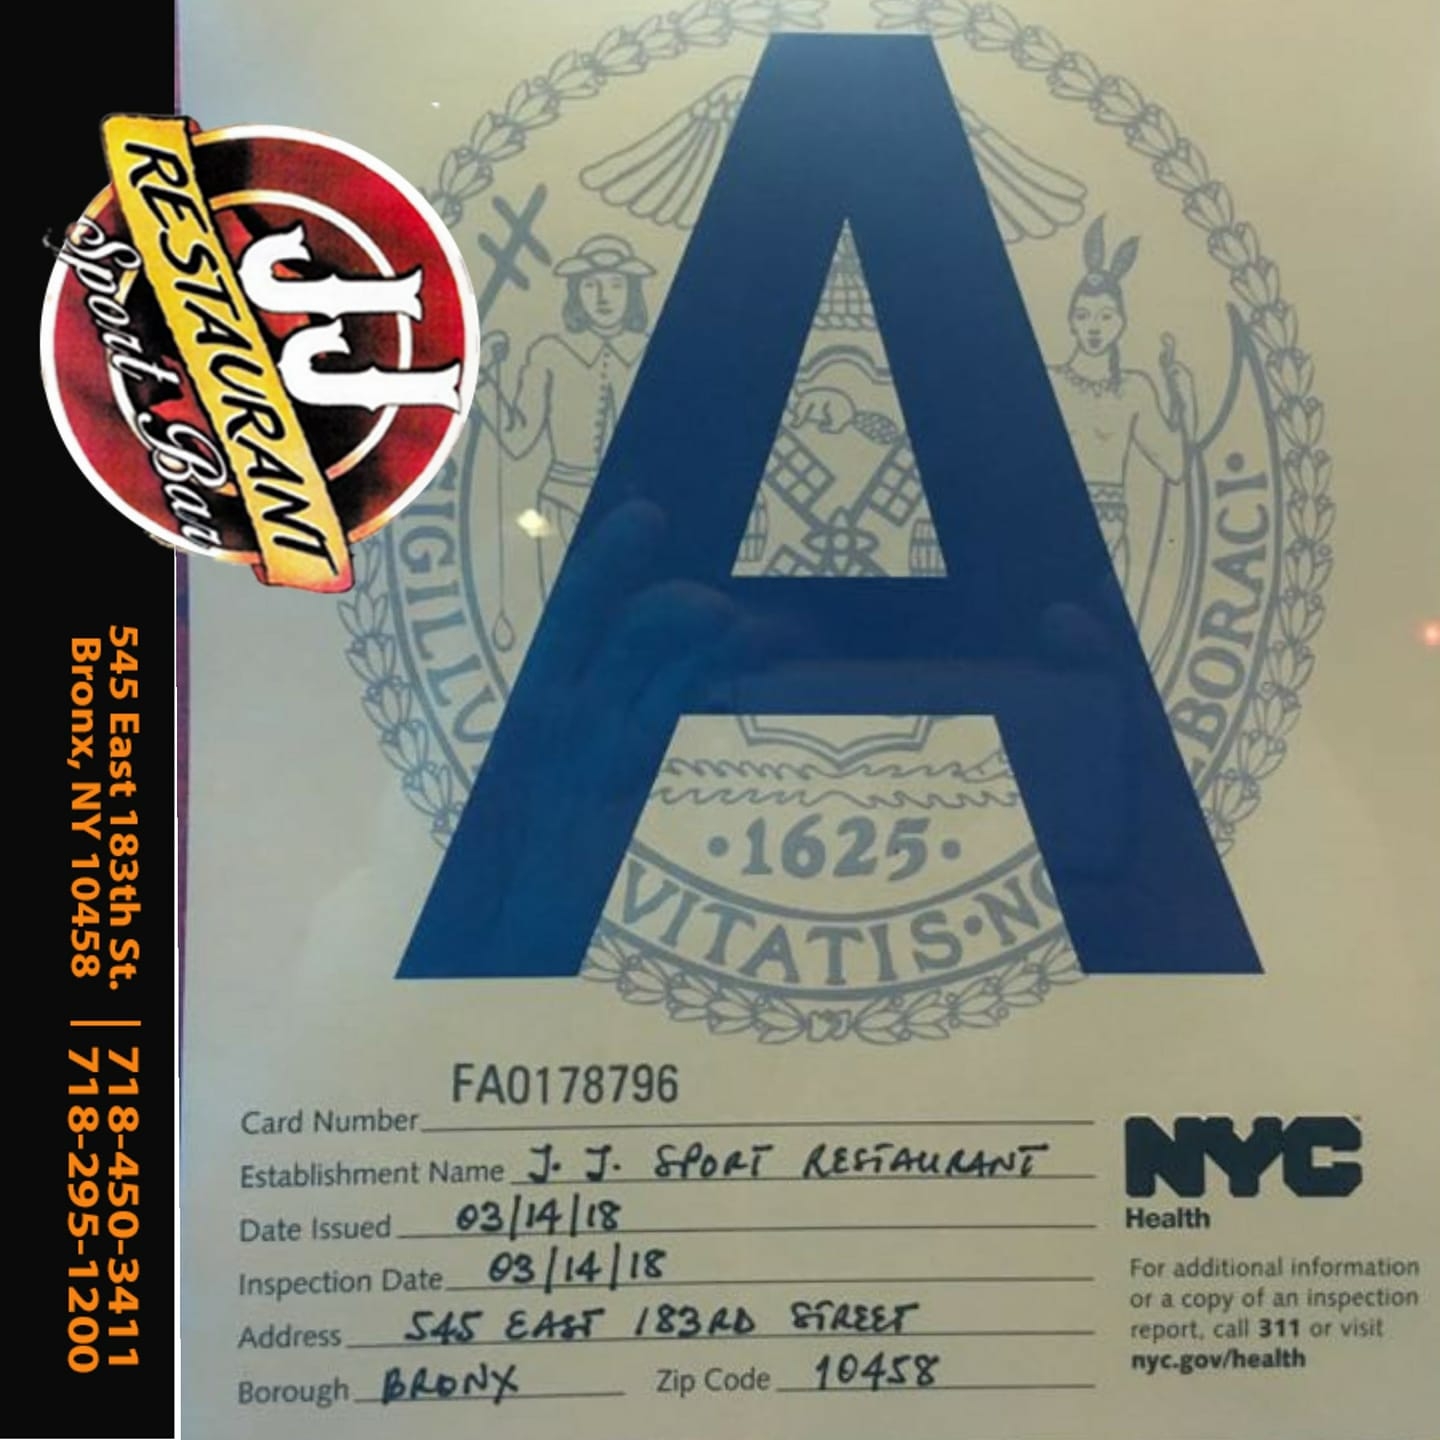 JJ
RESTAURANT
Sport Bar
545 East 183th St. | 718-450-3411
Bronx, NY 10458 | 718-295-1200
A
SIGILLU
VITATIS·NO
BORACI·
·1625·
FA0178796
Card Number
Establishment Name J. J. SPORT RESTAURANT
Date Issued 03/14/18
Inspection Date 03/14/18
Address 545 EAST 183RD STREET
Borough BRONX Zip Code 10458
NYC
Health
For additional information
or a copy of an inspection
report, call 311 or visit
nyc.gov/health